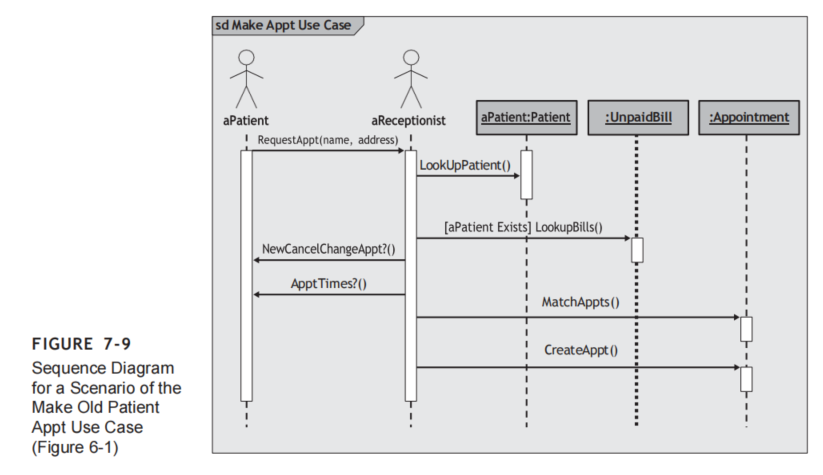 sd Make Appt Use Case
aPatient
aReceptionist
aPatient:Patient
:UnpaidBill
:Appointment
RequestAppt(name, address)
LookUpPatient()
[aPatient Exists] LookupBills()
NewCancelChangeAppt?()
ApptTimes?()
MatchAppts()
CreateAppt()
FIGURE 7-9
Sequence Diagram
for a Scenario of the
Make Old Patient
Appt Use Case
(Figure 6-1)